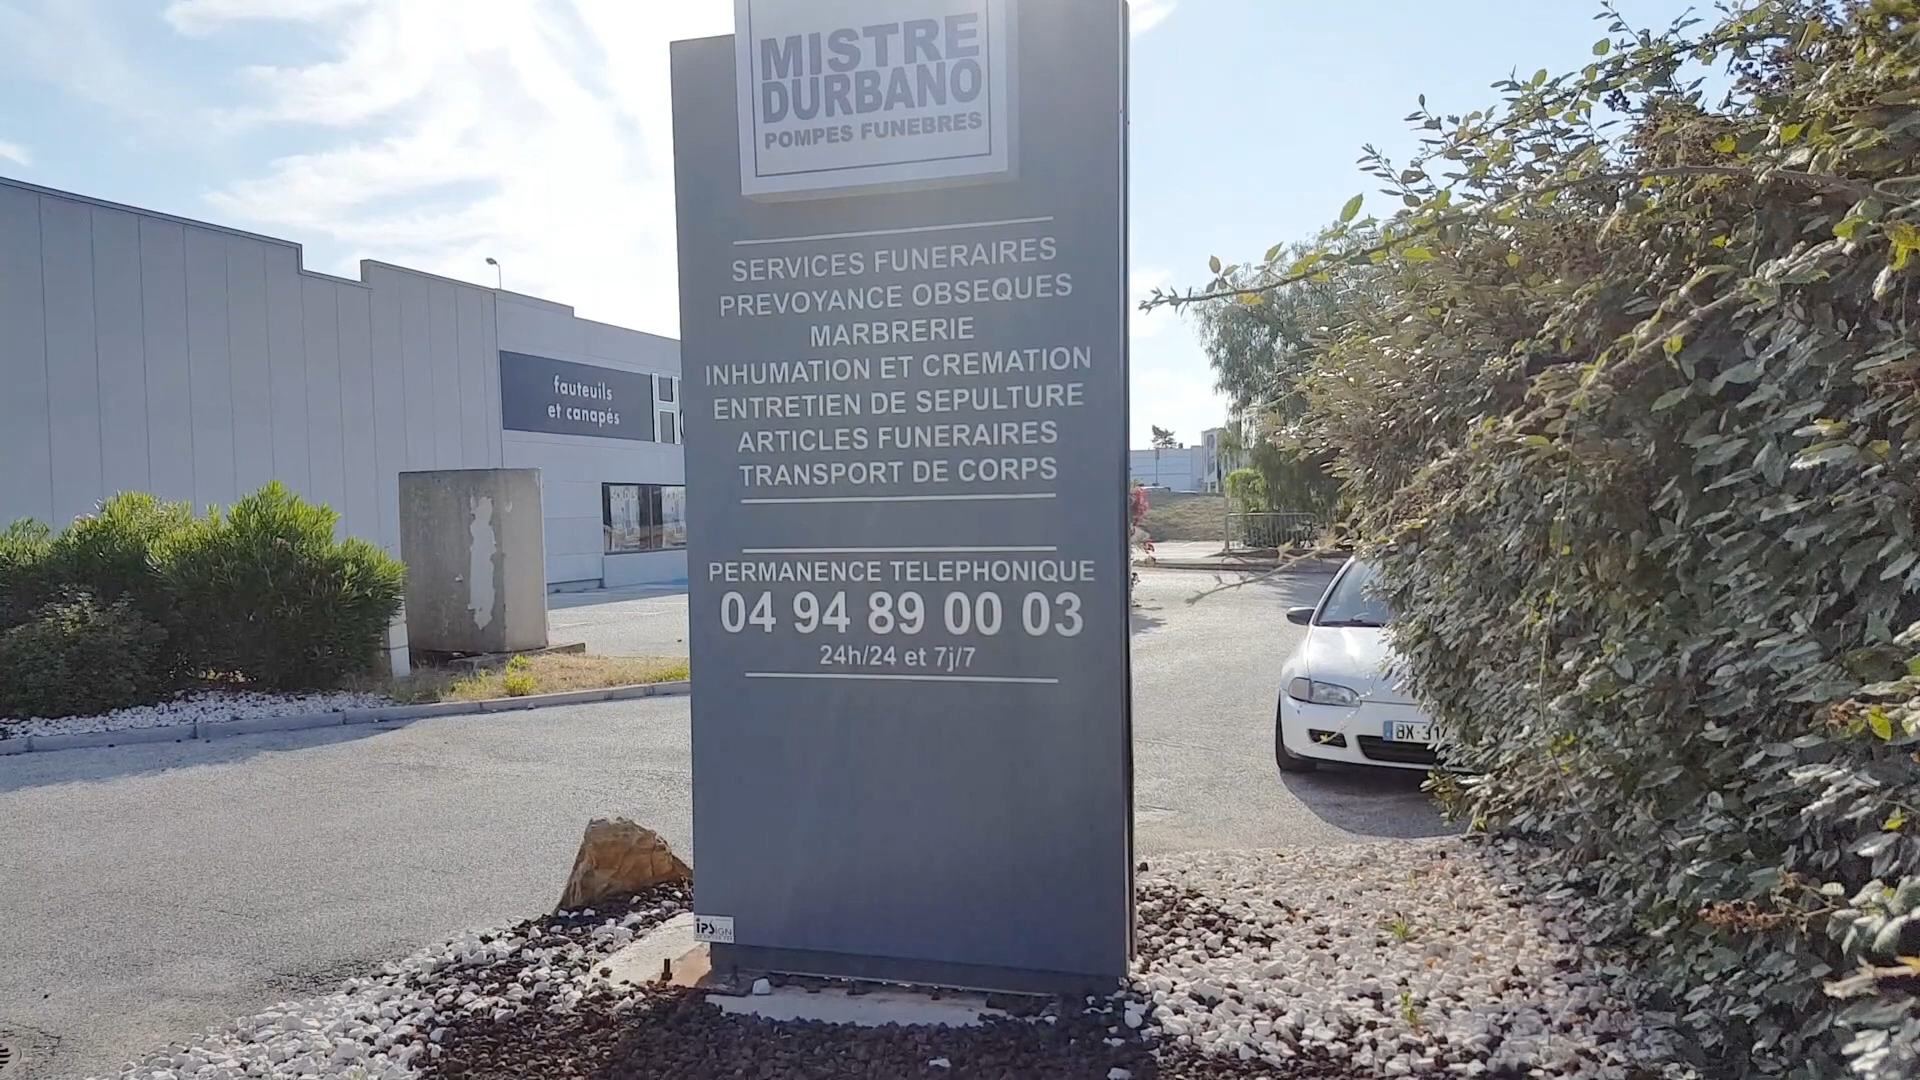 MISTRE
DURBANO
POMPES FUNEBRES
SERVICES FUNERAIRES
PREVOYANCE OBSEQUES
MARBRERIE
INHUMATION ET CREMATION
ENTRETIEN DE SEPULTURE
ARTICLES FUNERAIRES
TRANSPORT DE CORPS
PERMANENCE TELEPHONIQUE
04 94 89 00 03
24h/24 et 7j/7
fauteuils
et canapés
iPSIGN